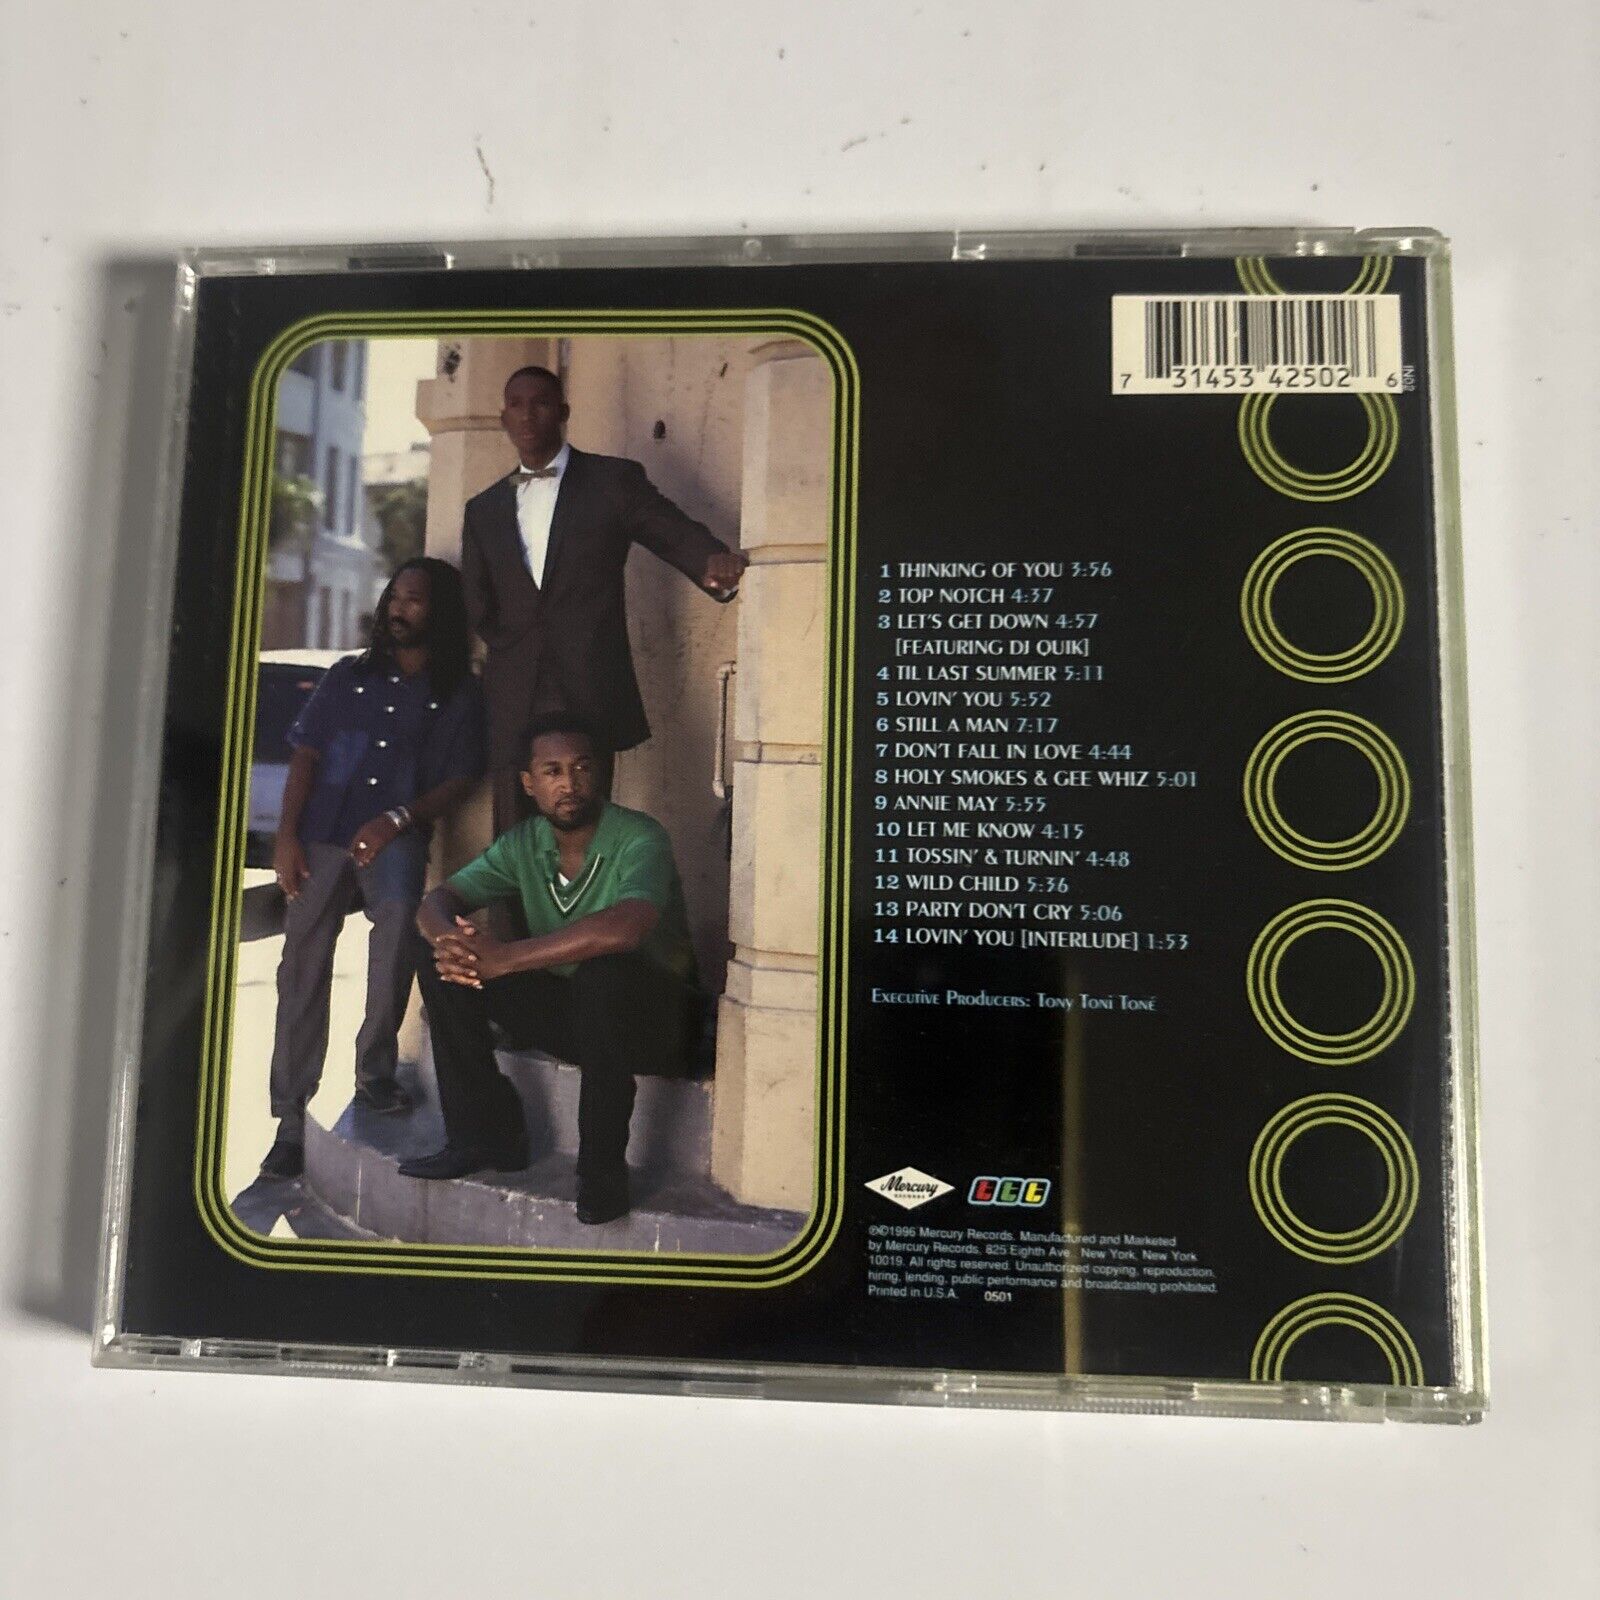 7 31453 42502 6
IN02
1 THINKING OF YOU 3:56
2 TOP NOTCH 4:37
3 LET'S GET DOWN 4:57
[FEATURING DJ QUIK]
4 TIL LAST SUMMER 5:11
5 LOVIN' YOU 5:52
6 STILL A MAN 7:17
7 DON'T FALL IN LOVE 4:44
8 HOLY SMOKES & GEE WHIZ 5:01
9 ANNIE MAY 5:55
10 LET ME KNOW 4:15
11 TOSSIN' & TURNIN' 4:48
12 WILD CHILD 5:36
13 PARTY DON'T CRY 5:06
14 LOVIN' YOU [INTERLUDE] 1:53
EXECUTIVE PRODUCERS: TONY TONI TONÉ
Mercury
RECORDS
ttt
℗©1996 Mercury Records. Manufactured and Marketed
by Mercury Records, 825 Eighth Ave., New York, New York
10019. All rights reserved. Unauthorized copying, reproduction,
hiring, lending, public performance and broadcasting prohibited.
Printed in U.S.A. 0501